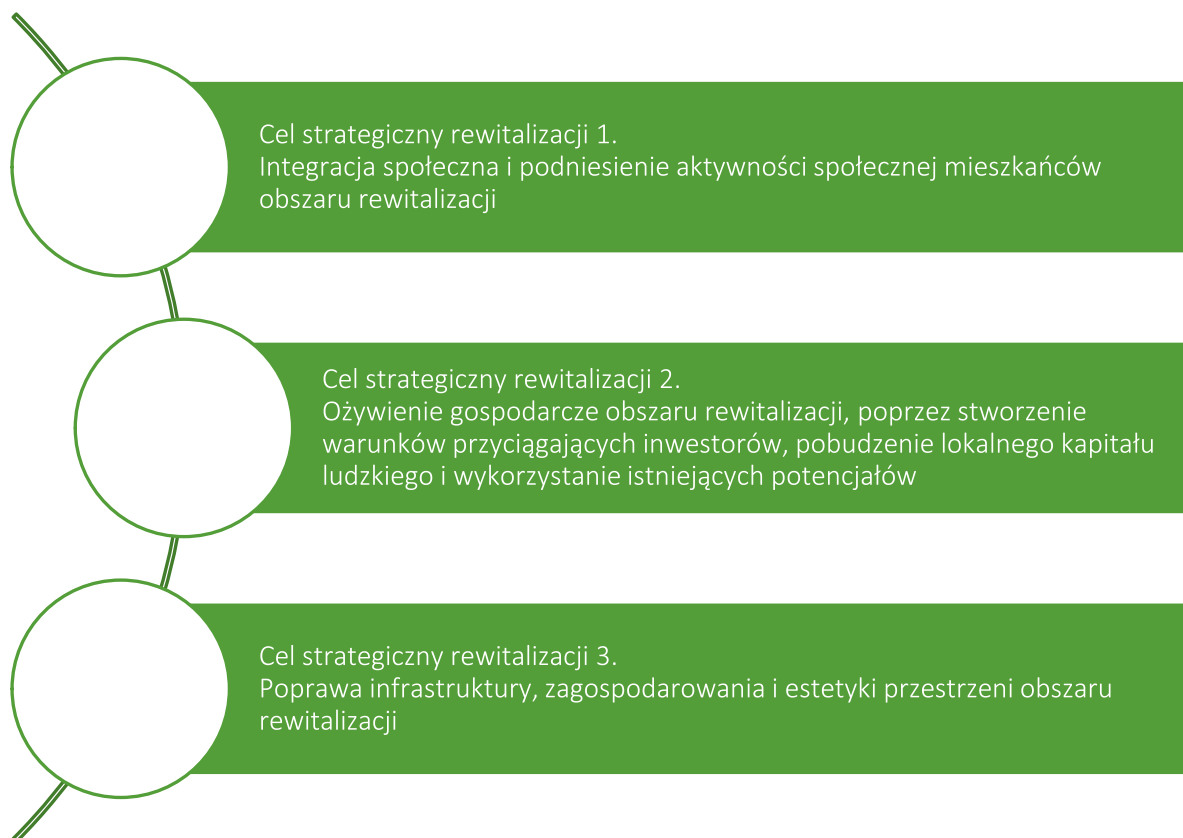 Cel strategiczny rewitalizacji 1.
Integracja społeczna i podniesienie aktywności społecznej mieszkańców
obszaru rewitalizacji
Cel strategiczny rewitalizacji 2.
Ożywienie gospodarcze obszaru rewitalizacji, poprzez stworzenie
warunków przyciągających inwestorów, pobudzenie lokalnego kapitału
ludzkiego i wykorzystanie istniejących potencjałów
Cel strategiczny rewitalizacji 3.
Poprawa infrastruktury, zagospodarowania i estetyki przestrzeni obszaru
rewitalizacji